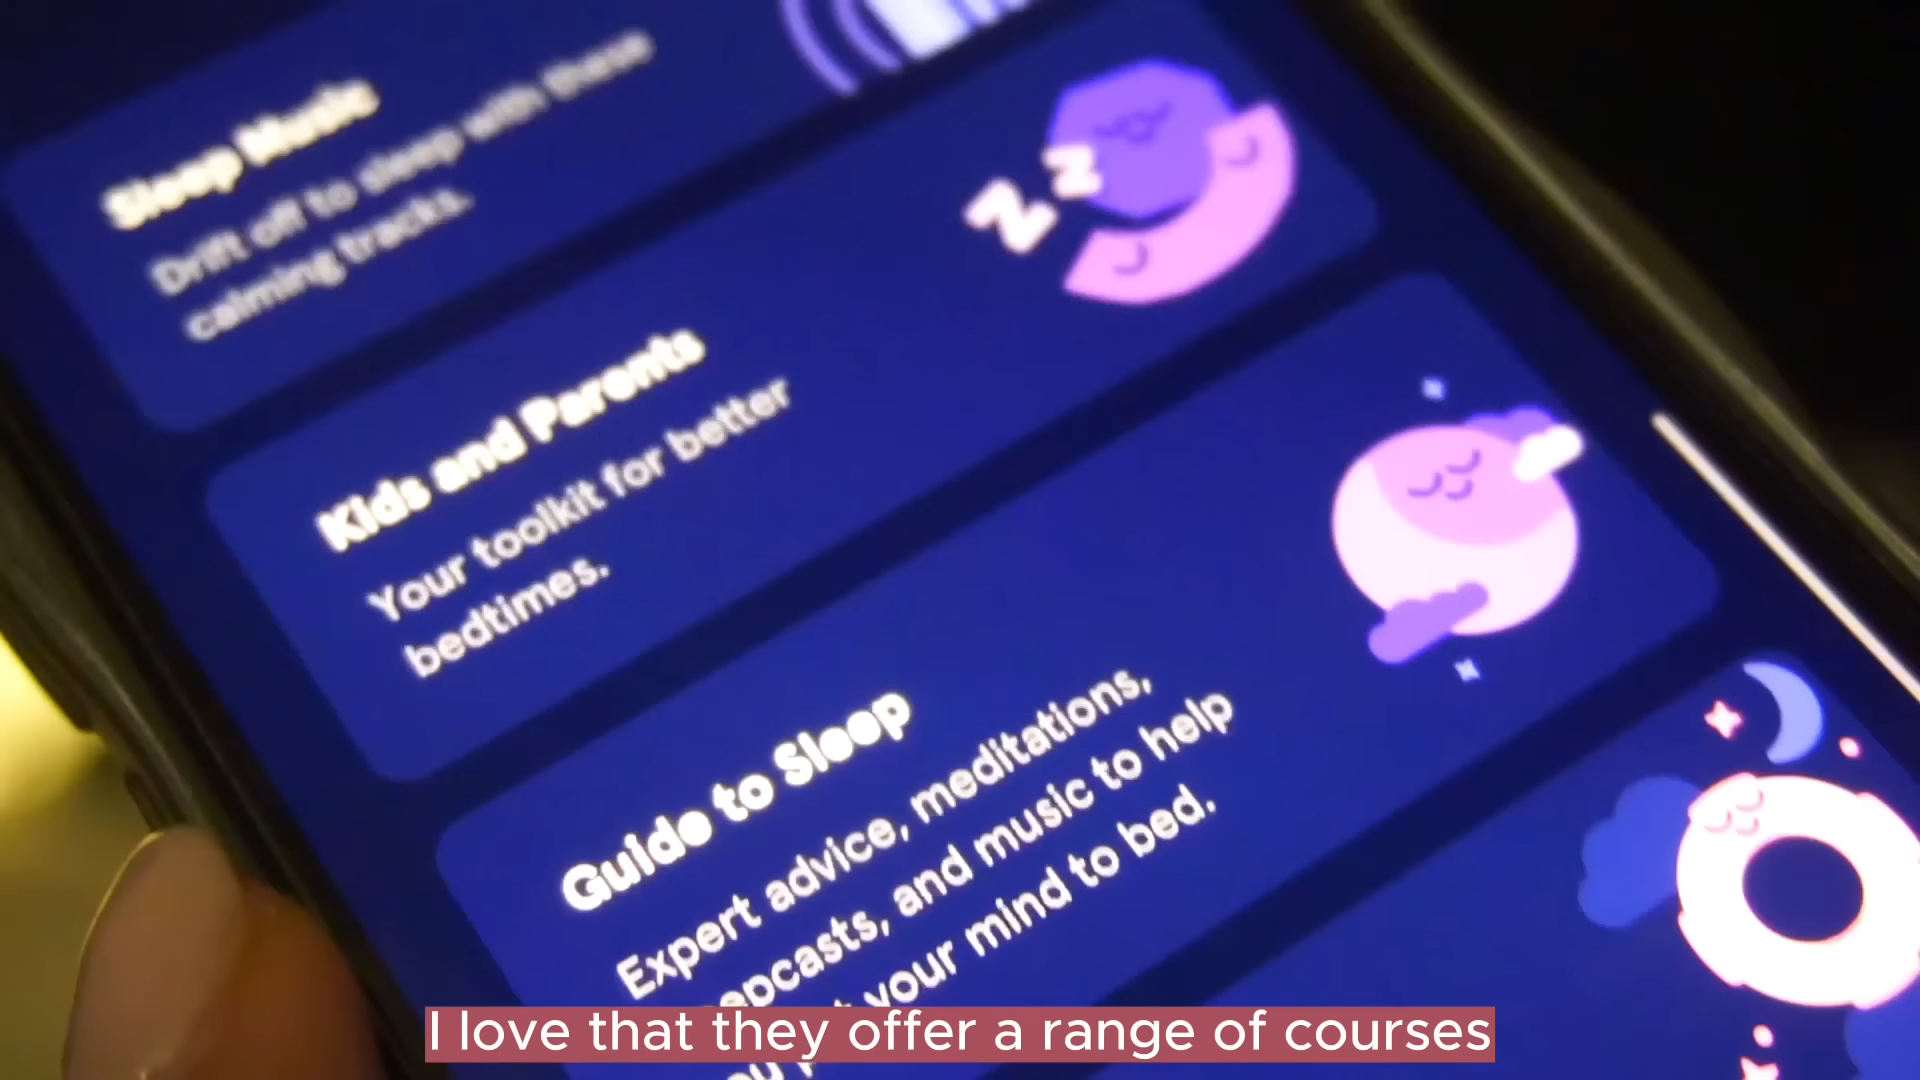 Sleep Music
Drift off to sleep with these
calming tracks.
Z z
Kids and Parents
Your toolkit for better
bedtimes.
Guide to Sleep
Expert advice, meditations,
and music to help
your mind to bed.
I love that they offer a range of courses